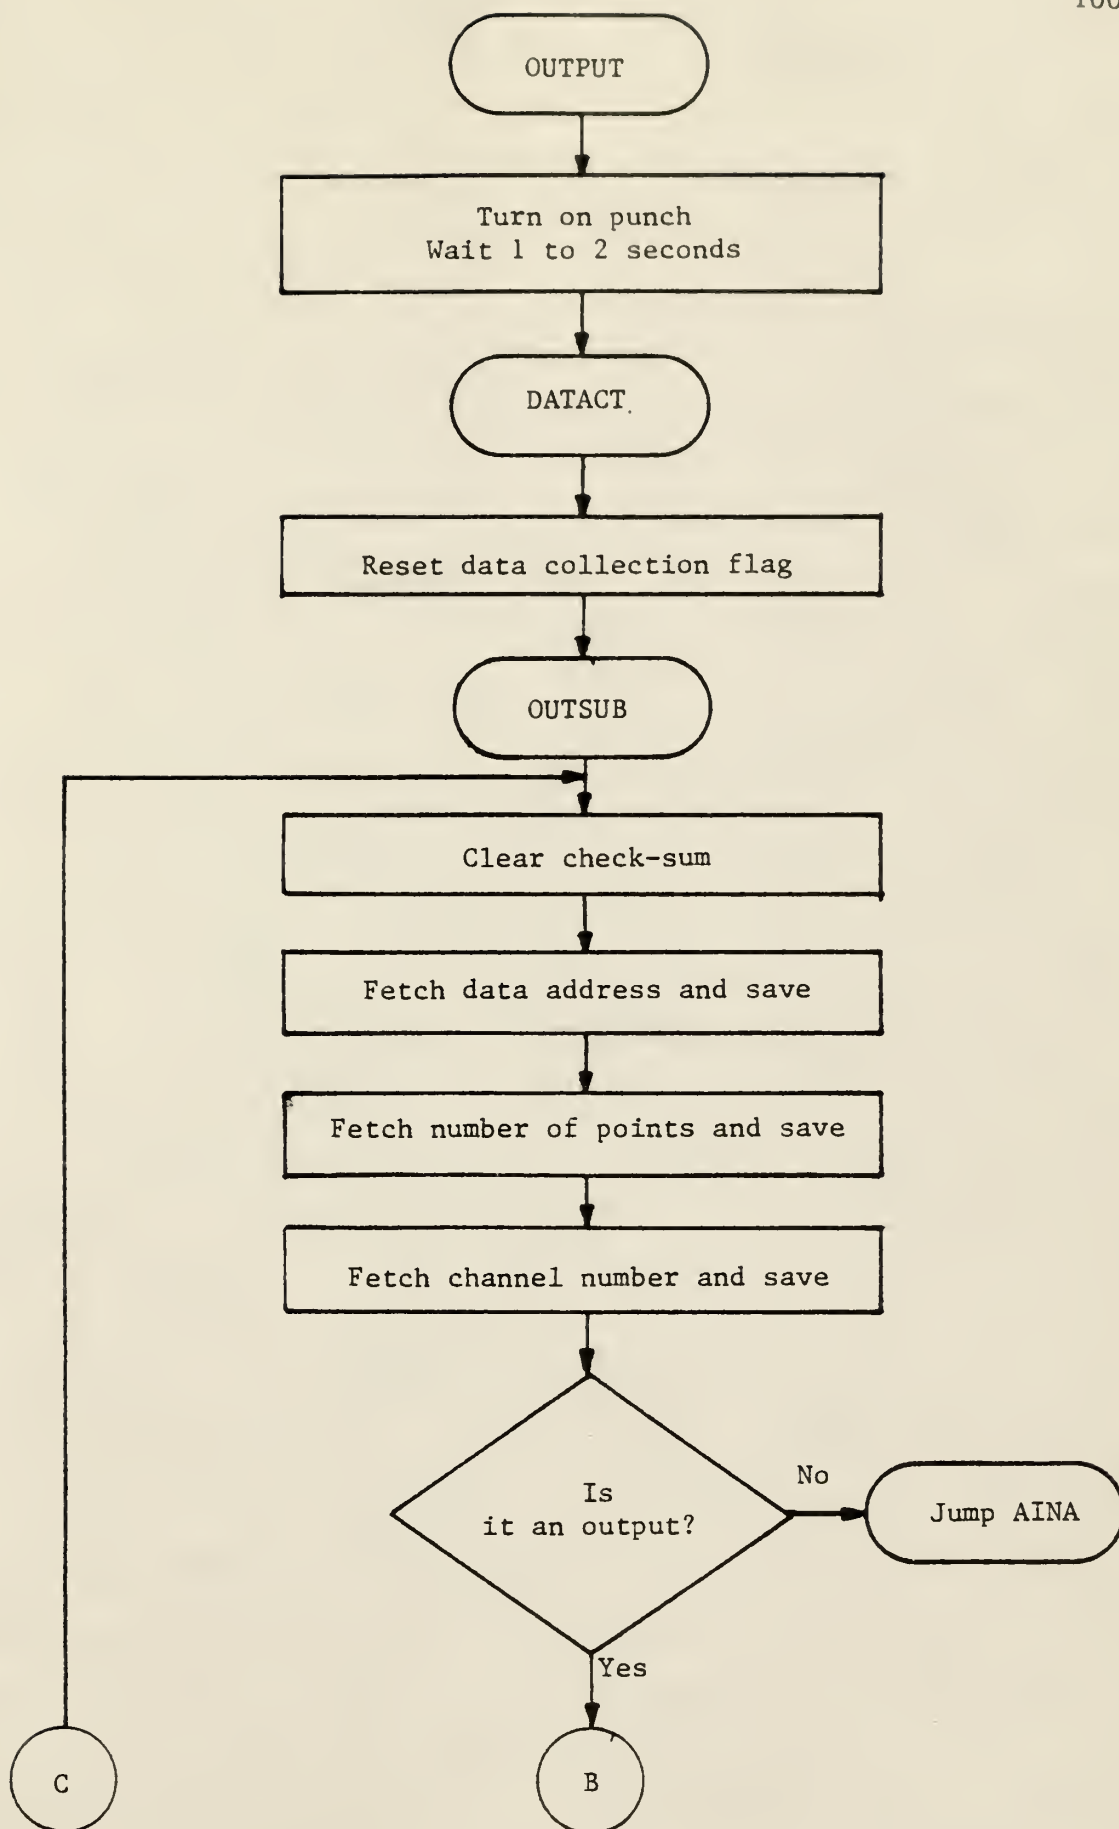 OUTPUT
Turn on punch
Wait 1 to 2 seconds
DATACT
Reset data collection flag
OUTSUB
Clear check-sum
Fetch data address and save
Fetch number of points and save
Fetch channel number and save
Is
it an output?
No
Jump AINA
Yes
C
B